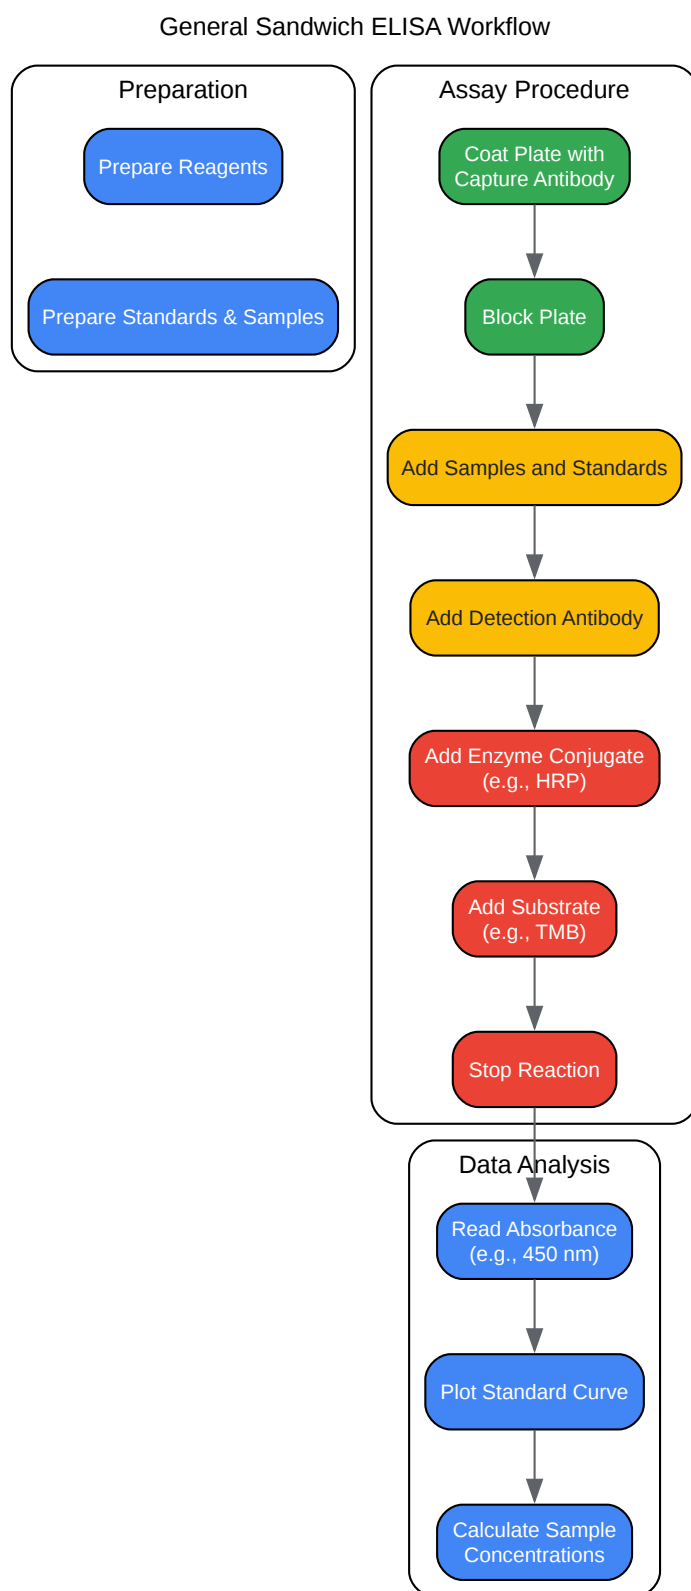 General Sandwich ELISA Workflow
Preparation
Prepare Reagents
Prepare Standards & Samples
Assay Procedure
Coat Plate with
Capture Antibody
Block Plate
Add Samples and Standards
Add Detection Antibody
Add Enzyme Conjugate
(e.g., HRP)
Add Substrate
(e.g., TMB)
Stop Reaction
Data Analysis
Read Absorbance
(e.g., 450 nm)
Plot Standard Curve
Calculate Sample
Concentrations